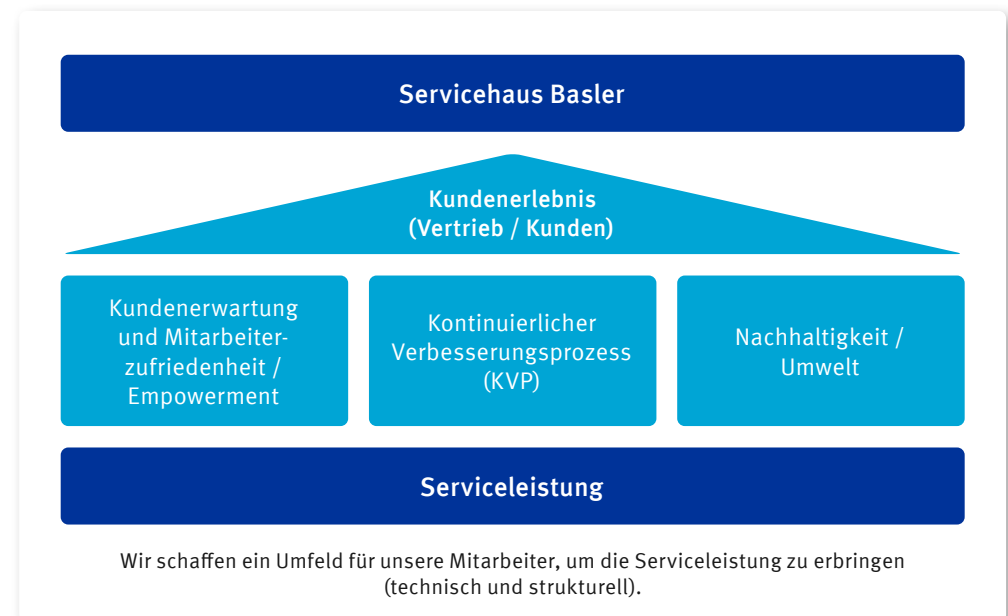 Servicehaus Basler
Kundenerlebnis
(Vertrieb / Kunden)
Kundenerwartung
und Mitarbeiter-
zufriedenheit /
Empowerment
Kontinuierlicher
Verbesserungsprozess
(KVP)
Nachhaltigkeit /
Umwelt
Serviceleistung
Wir schaffen ein Umfeld für unsere Mitarbeiter, um die Serviceleistung zu erbringen
(technisch und strukturell).